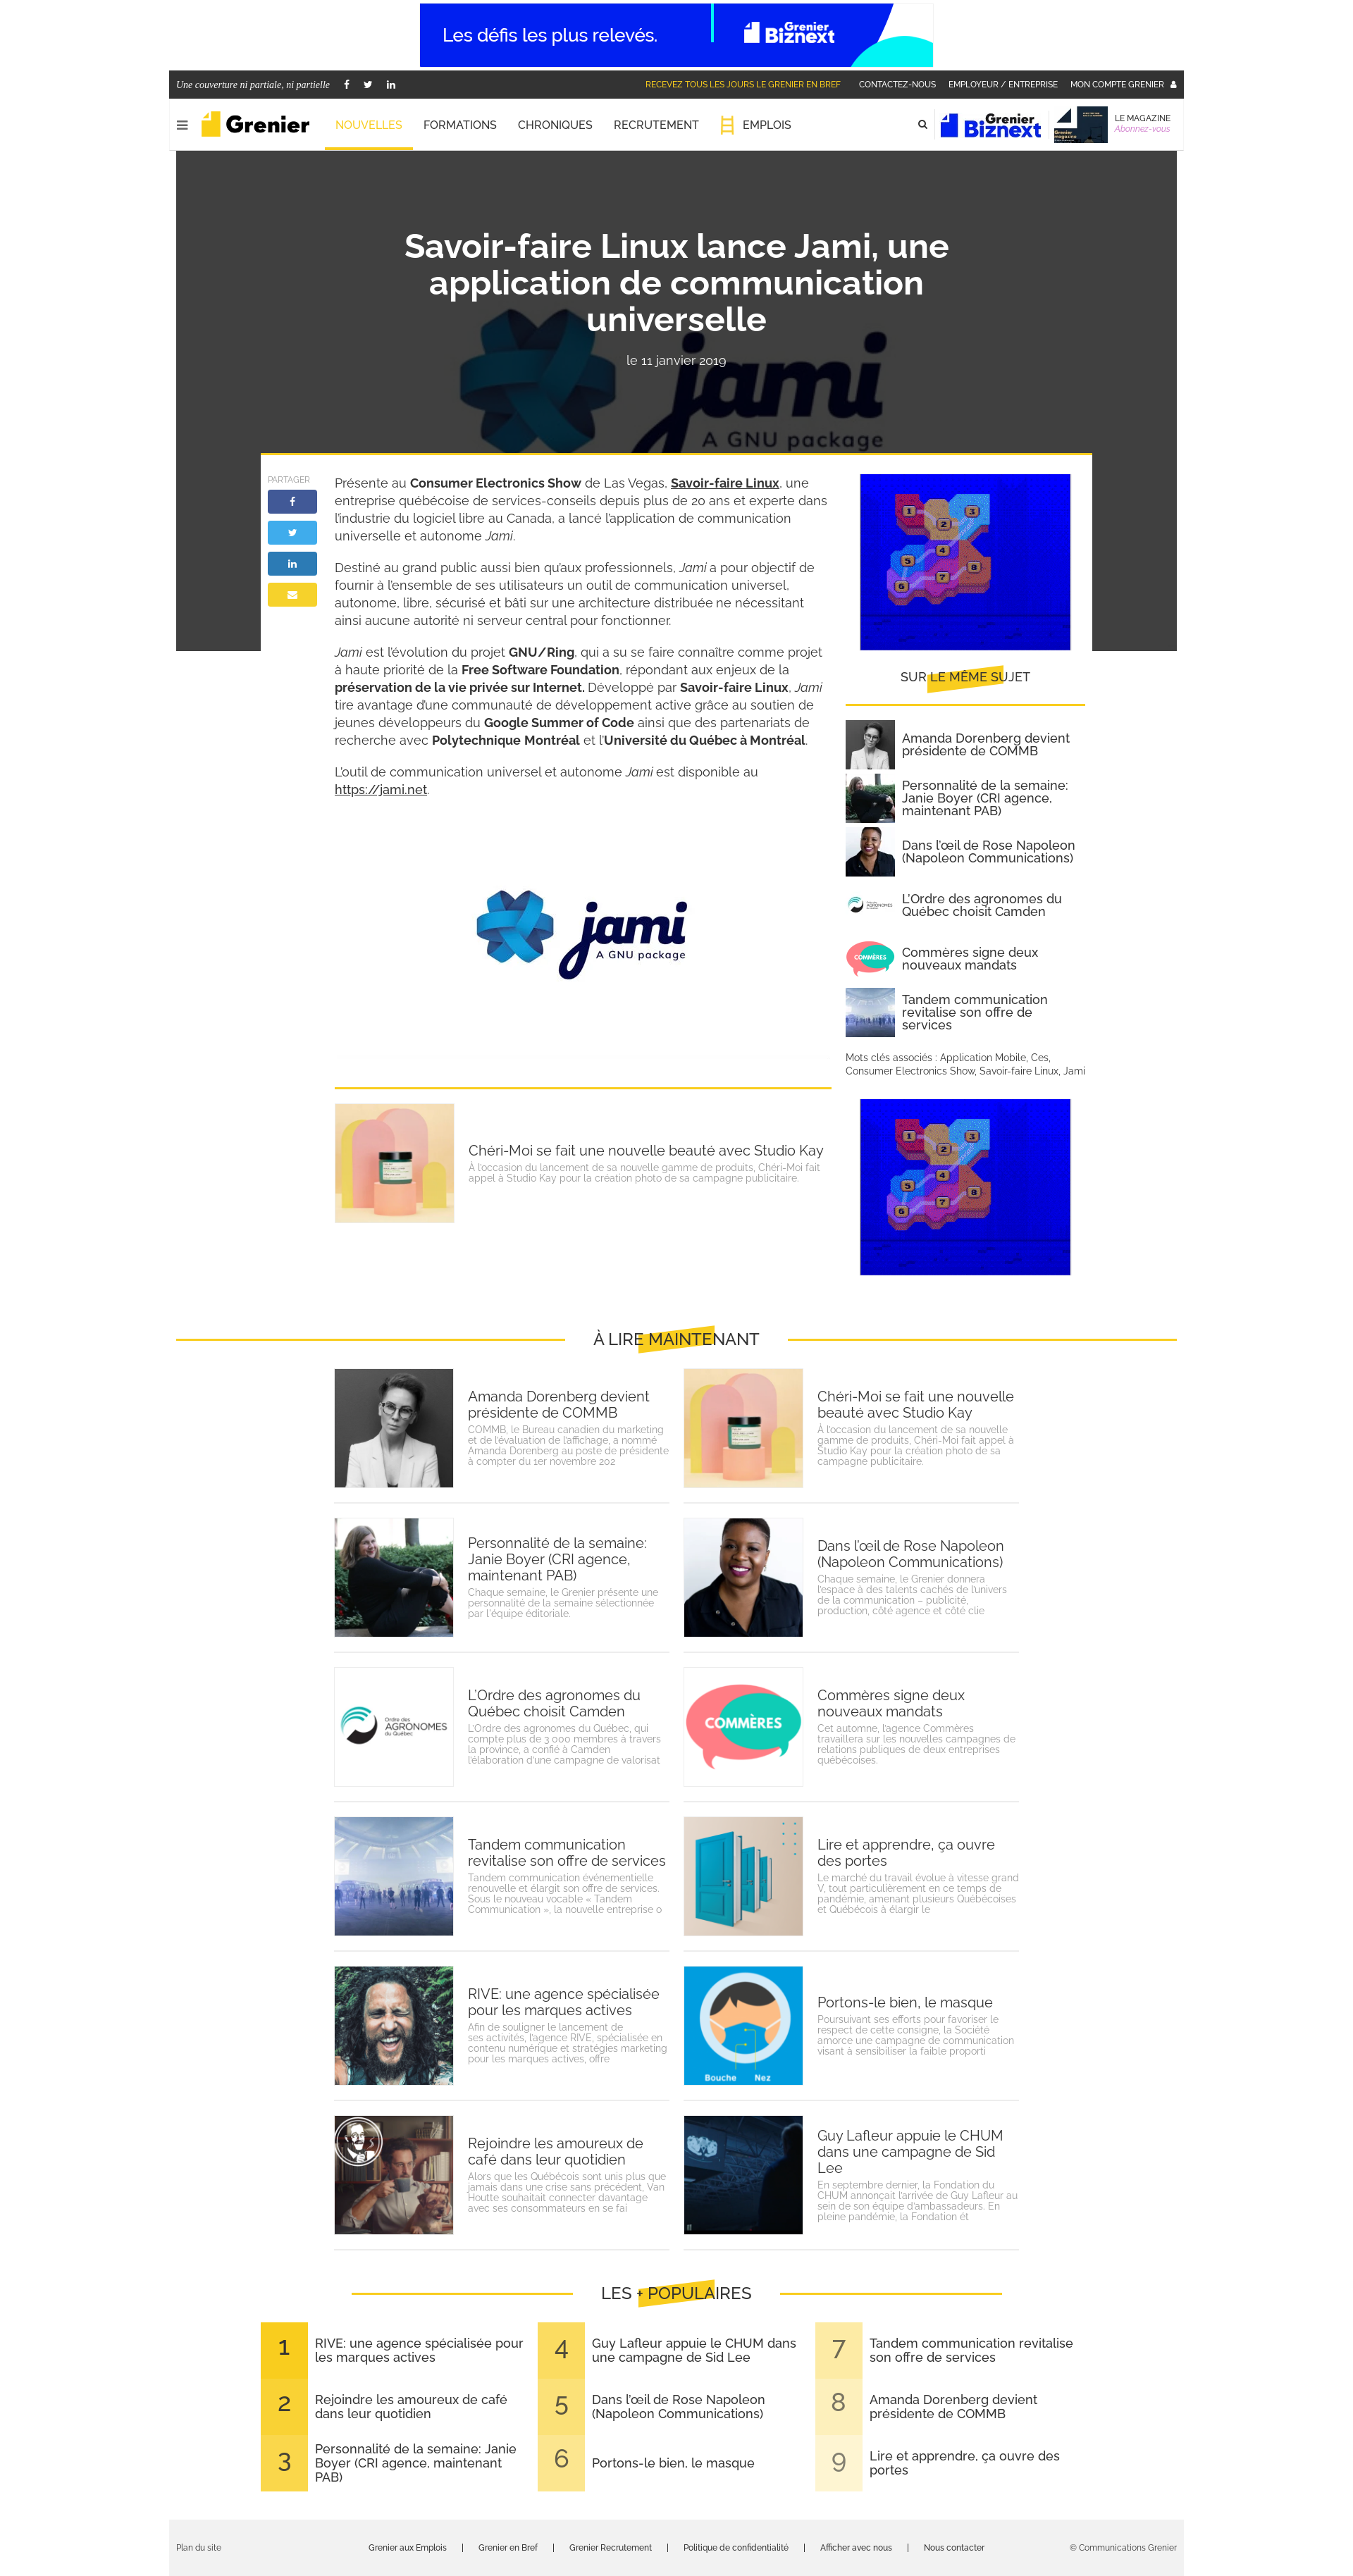 Les défis les plus relevés.
Grenier
Biznext
Une couverture ni partiale, ni partielle
RECEVEZ TOUS LES JOURS LE GRENIER EN BREF
CONTACTEZ-NOUS
EMPLOYEUR / ENTREPRISE
MON COMPTE GRENIER
Grenier
NOUVELLES
FORMATIONS
CHRONIQUES
RECRUTEMENT
EMPLOIS
Grenier
Biznext
LE MAGAZINE
Abonnez-vous
Savoir-faire Linux lance Jami, une
application de communication
universelle
le 11 janvier 2019
jami
A GNU package
PARTAGER
Présente au Consumer Electronics Show de Las Vegas, Savoir-faire Linux, une
entreprise québécoise de services-conseils depuis plus de 20 ans et experte dans
l'industrie du logiciel libre au Canada, a lancé l'application de communication
universelle et autonome Jami.
Destiné au grand public aussi bien qu'aux professionnels, Jami a pour objectif de
fournir à l'ensemble de ses utilisateurs un outil de communication universel,
autonome, libre, sécurisé et bâti sur une architecture distribuée ne nécessitant
ainsi aucune autorité ni serveur central pour fonctionner.
Jami est l'évolution du projet GNU/Ring, qui a su se faire connaître comme projet
à haute priorité de la Free Software Foundation, répondant aux enjeux de la
préservation de la vie privée sur Internet. Développé par Savoir-faire Linux, Jami
tire avantage d'une communauté de développement active grâce au soutien de
jeunes développeurs du Google Summer of Code ainsi que des partenariats de
recherche avec Polytechnique Montréal et l'Université du Québec à Montréal.
L'outil de communication universel et autonome Jami est disponible au
https://jami.net.
jami
A GNU package
1
2
3
4
5
6
7
8
SUR LE MÊME SUJET
Amanda Dorenberg devient
présidente de COMMB
Personnalité de la semaine:
Janie Boyer (CRI agence,
maintenant PAB)
Dans l'œil de Rose Napoleon
(Napoleon Communications)
L'Ordre des agronomes du
Québec choisit Camden
COMMÈRES
Commères signe deux
nouveaux mandats
Tandem communication
revitalise son offre de
services
Mots clés associés : Application Mobile, Ces,
Consumer Electronics Show, Savoir-faire Linux, Jami
1
2
3
4
5
6
7
8
Chéri-Moi se fait une nouvelle beauté avec Studio Kay
À l'occasion du lancement de sa nouvelle gamme de produits, Chéri-Moi fait
appel à Studio Kay pour la création photo de sa campagne publicitaire.
À LIRE MAINTENANT
Amanda Dorenberg devient
présidente de COMMB
COMMB, le Bureau canadien du marketing
et de l'évaluation de l'affichage, a nommé
Amanda Dorenberg au poste de présidente
à compter du 1er novembre 202
Chéri-Moi se fait une nouvelle
beauté avec Studio Kay
À l'occasion du lancement de sa nouvelle
gamme de produits, Chéri-Moi fait appel à
Studio Kay pour la création photo de sa
campagne publicitaire.
Personnalité de la semaine:
Janie Boyer (CRI agence,
maintenant PAB)
Chaque semaine, le Grenier présente une
personnalité de la semaine sélectionnée
par l'équipe éditoriale.
Dans l'œil de Rose Napoleon
(Napoleon Communications)
Chaque semaine, le Grenier donnera
l'espace à des talents cachés de l'univers
de la communication – publicité,
production, côté agence et côté clie
Ordre des
AGRONOMES
du Québec
L'Ordre des agronomes du
Québec choisit Camden
L'Ordre des agronomes du Québec, qui
compte plus de 3 000 membres à travers
la province, a confié à Camden
l'élaboration d'une campagne de valorisat
COMMÈRES
Commères signe deux
nouveaux mandats
Cet automne, l'agence Commères
travaillera sur les nouvelles campagnes de
relations publiques de deux entreprises
québécoises.
Tandem communication
revitalise son offre de services
Tandem communication événementielle
renouvelle et élargit son offre de services.
Sous le nouveau vocable « Tandem
Communication », la nouvelle entreprise o
Lire et apprendre, ça ouvre
des portes
Le marché du travail évolue à vitesse grand
V, tout particulièrement en ce temps de
pandémie, amenant plusieurs Québécoises
et Québécois à élargir le
RIVE: une agence spécialisée
pour les marques actives
Afin de souligner le lancement de
ses activités, l'agence RIVE, spécialisée en
contenu numérique et stratégies marketing
pour les marques actives, offre
Bouche Nez
Portons-le bien, le masque
Poursuivant ses efforts pour favoriser le
respect de cette consigne, la Société
amorce une campagne de communication
visant à sensibiliser la faible proporti
Rejoindre les amoureux de
café dans leur quotidien
Alors que les Québécois sont unis plus que
jamais dans une crise sans précédent, Van
Houtte souhaitait connecter davantage
avec ses consommateurs en se fai
Guy Lafleur appuie le CHUM
dans une campagne de Sid
Lee
En septembre dernier, la Fondation du
CHUM annonçait l'arrivée de Guy Lafleur au
sein de son équipe d'ambassadeurs. En
pleine pandémie, la Fondation ét
LES + POPULAIRES
1
RIVE: une agence spécialisée pour
les marques actives
2
Rejoindre les amoureux de café
dans leur quotidien
3
Personnalité de la semaine: Janie
Boyer (CRI agence, maintenant
PAB)
4
Guy Lafleur appuie le CHUM dans
une campagne de Sid Lee
5
Dans l'œil de Rose Napoleon
(Napoleon Communications)
6
Portons-le bien, le masque
7
Tandem communication revitalise
son offre de services
8
Amanda Dorenberg devient
présidente de COMMB
9
Lire et apprendre, ça ouvre des
portes
Plan du site
Grenier aux Emplois | Grenier en Bref | Grenier Recrutement | Politique de confidentialité | Afficher avec nous | Nous contacter
© Communications Grenier